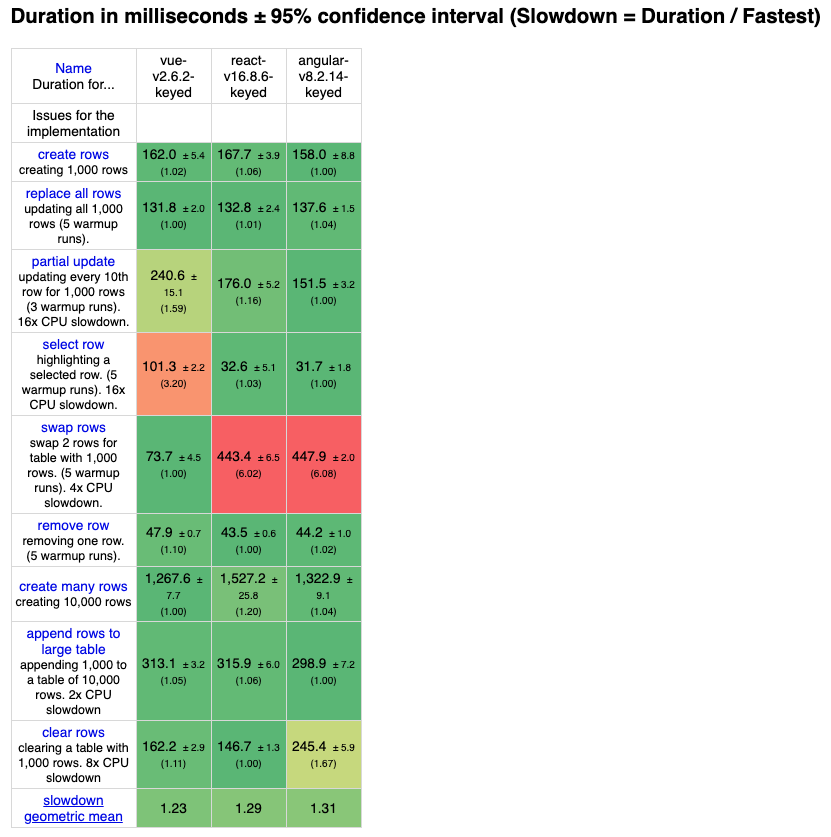 Duration in milliseconds ± 95% confidence interval (Slowdown = Duration / Fastest)
Name
Duration for...
vue-
v2.6.2-
keyed
react-
v16.8.6-
keyed
angular-
v8.2.14-
keyed
Issues for the
implementation
create rows
creating 1,000 rows
162.0 ±5.4
(1.02)
167.7 ±3.9
(1.06)
158.0 ±8.8
(1.00)
replace all rows
updating all 1,000
rows (5 warmup
runs).
131.8 ±2.0
(1.00)
132.8 ±2.4
(1.01)
137.6 ±1.5
(1.04)
partial update
updating every 10th
row for 1,000 rows
(3 warmup runs).
16x CPU slowdown.
240.6 ±
15.1
(1.59)
176.0 ±5.2
(1.16)
151.5 ±3.2
(1.00)
select row
highlighting a
selected row. (5
warmup runs). 16x
CPU slowdown.
101.3 ±2.2
(3.20)
32.6 ±5.1
(1.03)
31.7 ±1.8
(1.00)
swap rows
swap 2 rows for
table with 1,000
rows. (5 warmup
runs). 4x CPU
slowdown.
73.7 ±4.5
(1.00)
443.4 ±6.5
(6.02)
447.9 ±2.0
(6.08)
remove row
removing one row.
(5 warmup runs).
47.9 ±0.7
(1.10)
43.5 ±0.6
(1.00)
44.2 ±1.0
(1.02)
create many rows
creating 10,000 rows
1,267.6 ±
7.7
(1.00)
1,527.2 ±
25.8
(1.20)
1,322.9 ±
9.1
(1.04)
append rows to
large table
appending 1,000 to
a table of 10,000
rows. 2x CPU
slowdown
313.1 ±3.2
(1.05)
315.9 ±6.0
(1.06)
298.9 ±7.2
(1.00)
clear rows
clearing a table with
1,000 rows. 8x CPU
slowdown
162.2 ±2.9
(1.11)
146.7 ±1.3
(1.00)
245.4 ±5.9
(1.67)
slowdown
geometric mean
1.23
1.29
1.31